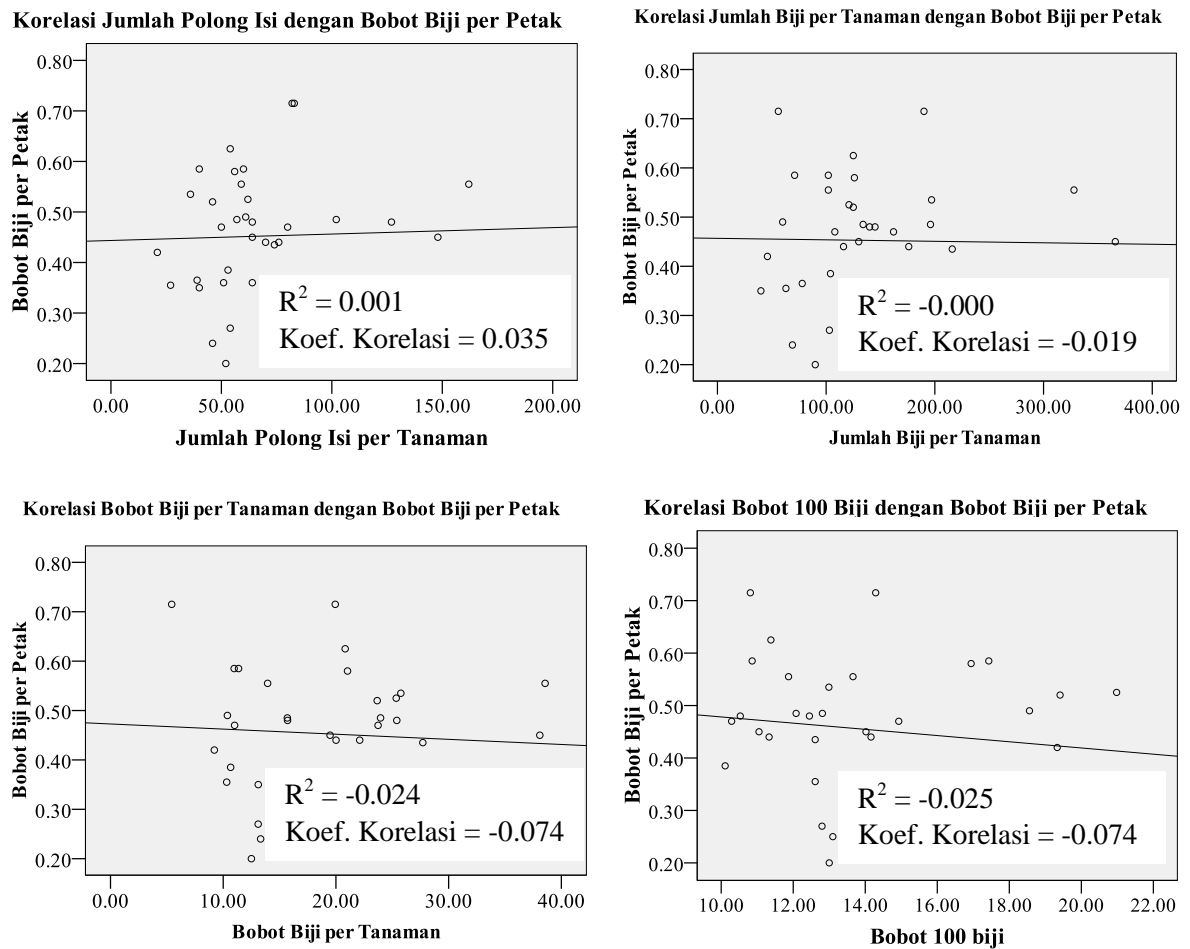 Korelasi Jumlah Polong Isi dengan Bobot Biji per Petak
Bobot Biji per Petak
0.80
0.70
0.60
0.50
0.40
0.30
0.20
R² = 0.001
Koef. Korelasi = 0.035
0.00 50.00 100.00 150.00 200.00
Jumlah Polong Isi per Tanaman
Korelasi Jumlah Biji per Tanaman dengan Bobot Biji per Petak
Bobot Biji per Petak
0.80
0.70
0.60
0.50
0.40
0.30
0.20
R² = -0.000
Koef. Korelasi = -0.019
0.00 100.00 200.00 300.00 400.00
Jumlah Biji per Tanaman
Korelasi Bobot Biji per Tanaman dengan Bobot Biji per Petak
Bobot Biji per Petak
0.80
0.70
0.60
0.50
0.40
0.30
0.20
R² = -0.024
Koef. Korelasi = -0.074
0.00 10.00 20.00 30.00 40.00
Bobot Biji per Tanaman
Korelasi Bobot 100 Biji dengan Bobot Biji per Petak
Bobot Biji per Petak
0.80
0.70
0.60
0.50
0.40
0.30
0.20
R² = -0.025
Koef. Korelasi = -0.074
10.00 12.00 14.00 16.00 18.00 20.00 22.00
Bobot 100 biji